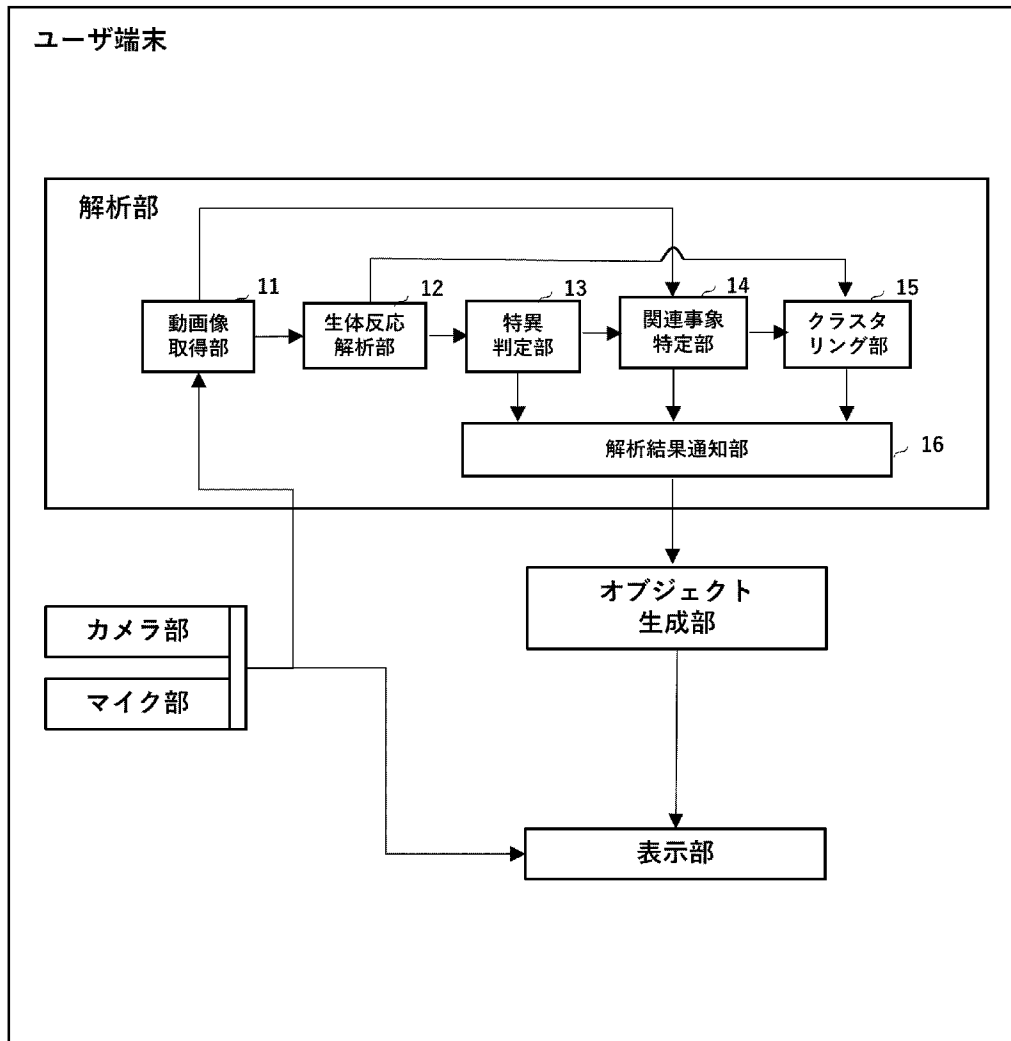 ユーザ端末
解析部
11
動画像
取得部
12
生体反応
解析部
13
特異
判定部
14
関連事象
特定部
15
クラスタ
リング部
解析結果通知部
16
オブジェクト
生成部
カメラ部
マイク部
表示部